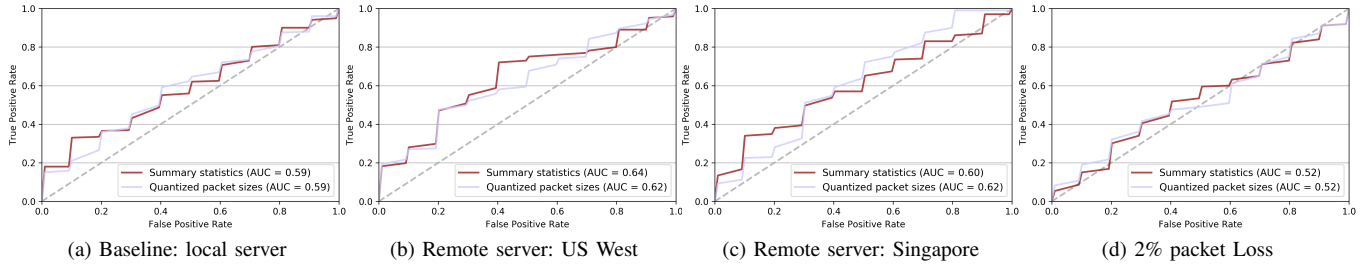 1.0
0.8
0.6
0.4
0.2
0.0
True Positive Rate
Summary statistics (AUC = 0.59)
Quantized packet sizes (AUC = 0.59)
0.0 0.2 0.4 0.6 0.8 1.0
False Positive Rate
(a) Baseline: local server
1.0
0.8
0.6
0.4
0.2
0.0
True Positive Rate
Summary statistics (AUC = 0.64)
Quantized packet sizes (AUC = 0.62)
0.0 0.2 0.4 0.6 0.8 1.0
False Positive Rate
(b) Remote server: US West
1.0
0.8
0.6
0.4
0.2
0.0
True Positive Rate
Summary statistics (AUC = 0.60)
Quantized packet sizes (AUC = 0.62)
0.0 0.2 0.4 0.6 0.8 1.0
False Positive Rate
(c) Remote server: Singapore
1.0
0.8
0.6
0.4
0.2
0.0
True Positive Rate
Summary statistics (AUC = 0.52)
Quantized packet sizes (AUC = 0.52)
0.0 0.2 0.4 0.6 0.8 1.0
False Positive Rate
(d) 2% packet Loss